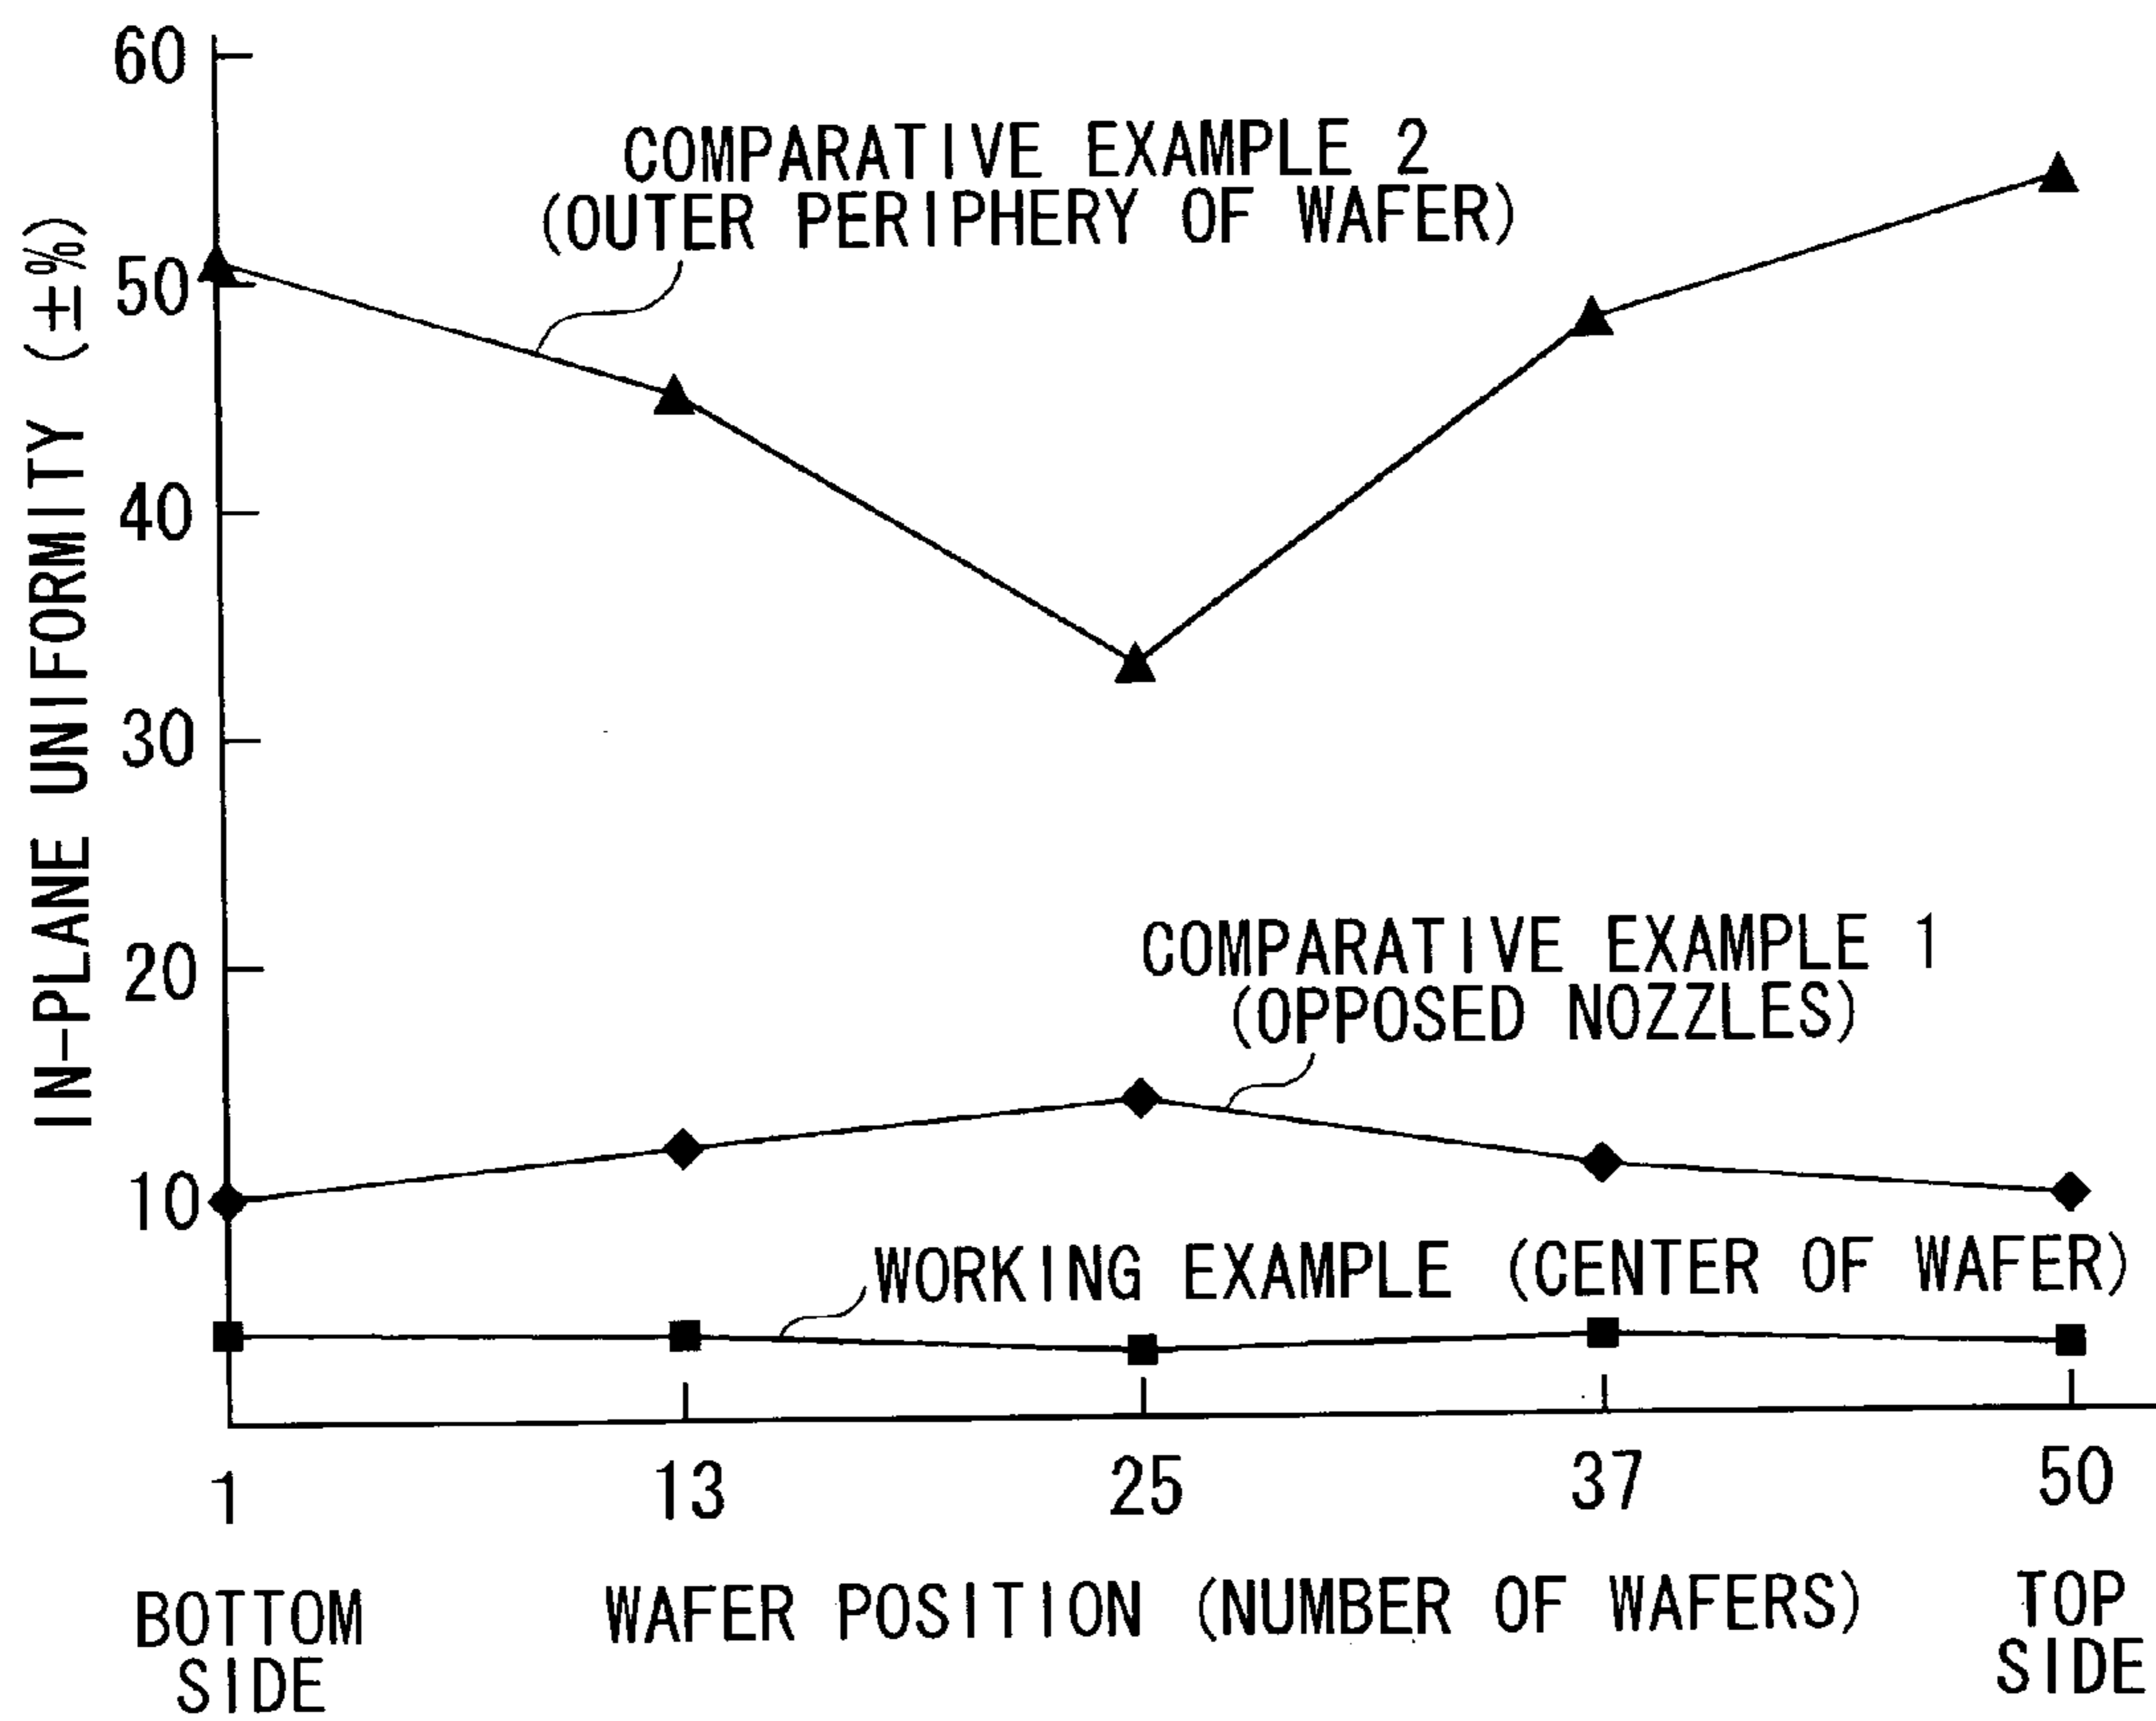 60
COMPARATIVE EXAMPLE 2
(OUTER PERIPHERY OF WAFER)
50
40
30
20
10
IN-PLANE UNIFORMITY (±%)
COMPARATIVE EXAMPLE 1
(OPPOSED NOZZLES)
WORKING EXAMPLE (CENTER OF WAFER)
1 13 25 37 50
BOTTOM SIDE
WAFER POSITION (NUMBER OF WAFERS)
TOP SIDE